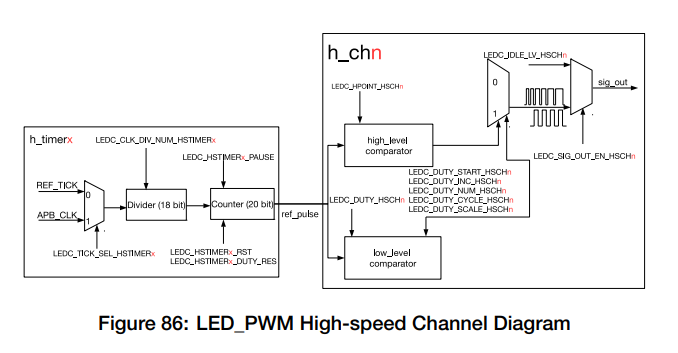 h_chn
LEDC_IDLE_LV_HSCHn
0
1
sig_out
LEDC_HPOINT_HSCHn
LEDC_SIG_OUT_EN_HSCHn
high_level
comparator
h_timerx
LEDC_CLK_DIV_NUM_HSTIMERx
LEDC_HSTIMERx_PAUSE
REF_TICK
0
APB_CLK
1
Divider (18 bit)
Counter (20 bit)
ref_pulse
LEDC_TICK_SEL_HSTIMERx
LEDC_HSTIMERx_RST
LEDC_HSTIMERx_DUTY_RES
LEDC_DUTY_START_HSCHn
LEDC_DUTY_INC_HSCHn
LEDC_DUTY_NUM_HSCHn
LEDC_DUTY_CYCLE_HSCHn
LEDC_DUTY_SCALE_HSCHn
LEDC_DUTY_HSCHn
low_level
comparator
Figure 86: LED_PWM High-speed Channel Diagram